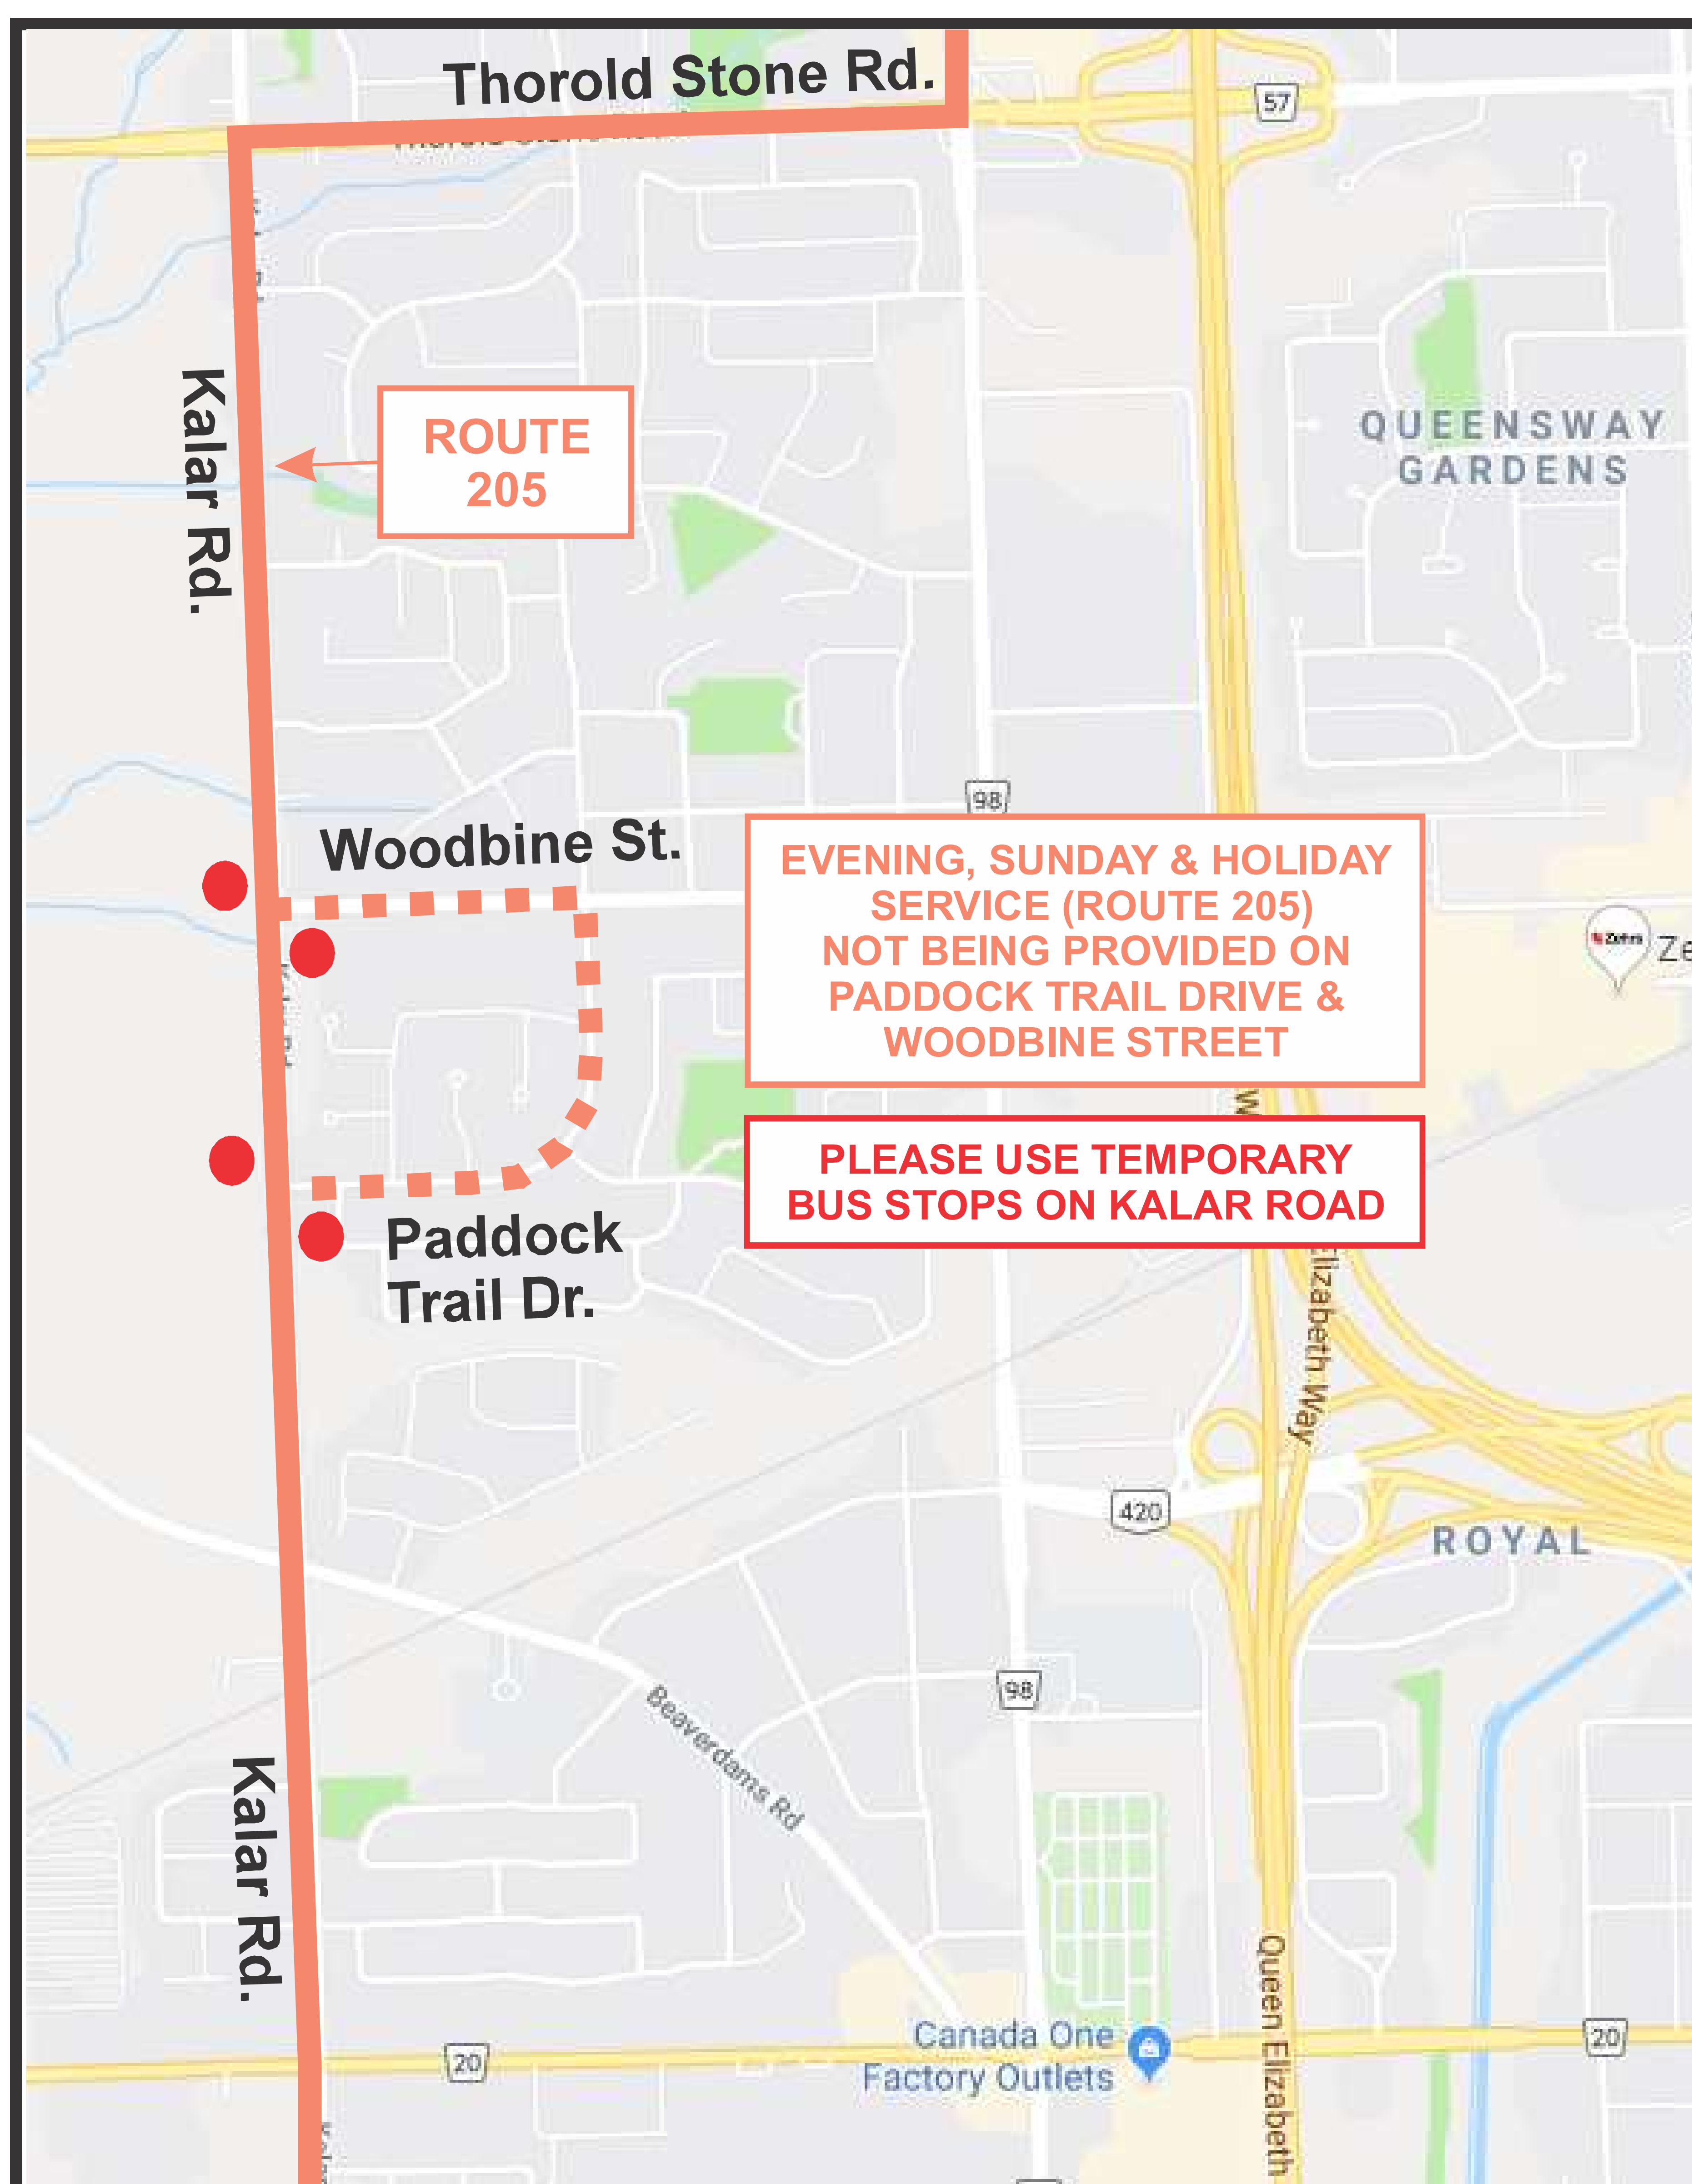 Thorold Stone Rd.
57
Kalar Rd.
ROUTE
205
QUEENSWAY
GARDENS
98
Woodbine St.
EVENING, SUNDAY & HOLIDAY
SERVICE (ROUTE 205)
NOT BEING PROVIDED ON
PADDOCK TRAIL DRIVE &
WOODBINE STREET
Zehrs
Ze
PLEASE USE TEMPORARY
BUS STOPS ON KALAR ROAD
Paddock
Trail Dr.
Elizabeth Way
420
ROYAL
98
Beaverdams Rd
Kalar Rd.
Queen Elizabeth
Canada One
Factory Outlets
20
20